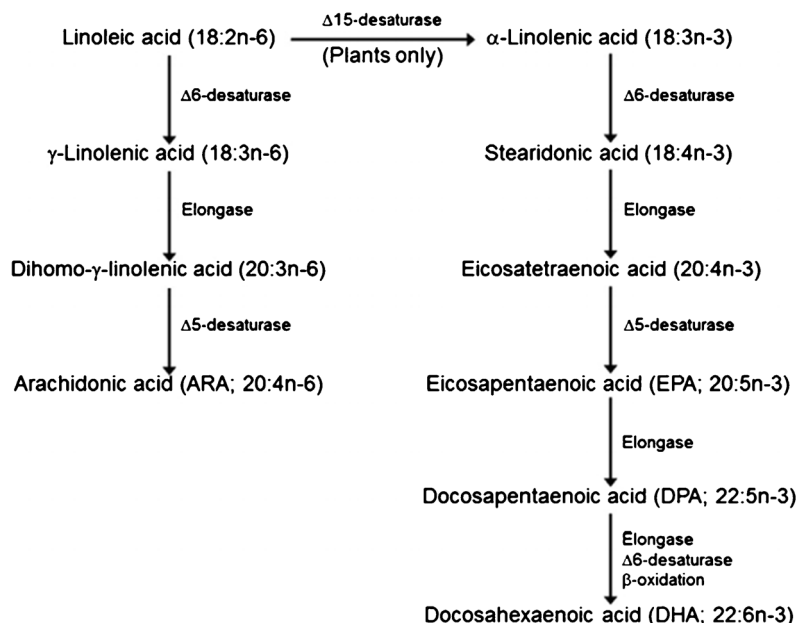 Δ15-desaturase
Linoleic acid (18:2n-6)
α-Linolenic acid (18:3n-3)
(Plants only)
Δ6-desaturase
Δ6-desaturase
γ-Linolenic acid (18:3n-6)
Stearidonic acid (18:4n-3)
Elongase
Elongase
Dihomo-γ-linolenic acid (20:3n-6)
Eicosatetraenoic acid (20:4n-3)
Δ5-desaturase
Δ5-desaturase
Arachidonic acid (ARA; 20:4n-6)
Eicosapentaenoic acid (EPA; 20:5n-3)
Elongase
Docosapentaenoic acid (DPA; 22:5n-3)
Elongase
Δ6-desaturase
β-oxidation
Docosahexaenoic acid (DHA; 22:6n-3)